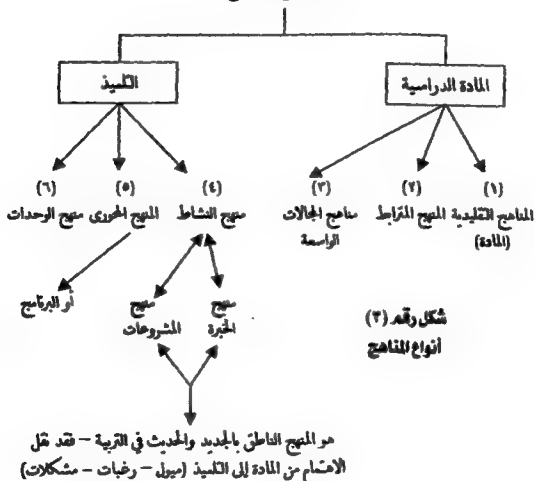 المادة الدراسية
التلميذ
(١)
(٢)
(٣)
(٤)
(٥)
(٦)
المناهج التقليدية
(المادة)
المنهج المترابط
مناهج المجالات
الواسعة
منهج النشاط
المنهج المحورى
منهج الوحدات
منهج
الخبرة
منهج
المشروعات
أو البرنامج
شكل رقم (٣)
أنواع المناهج
هو المنهج الناطق بالجديد والحديث في التربية – فقد نقل
الاهتمام من المادة إلى التلميذ (ميول – رغبات – مشكلات)